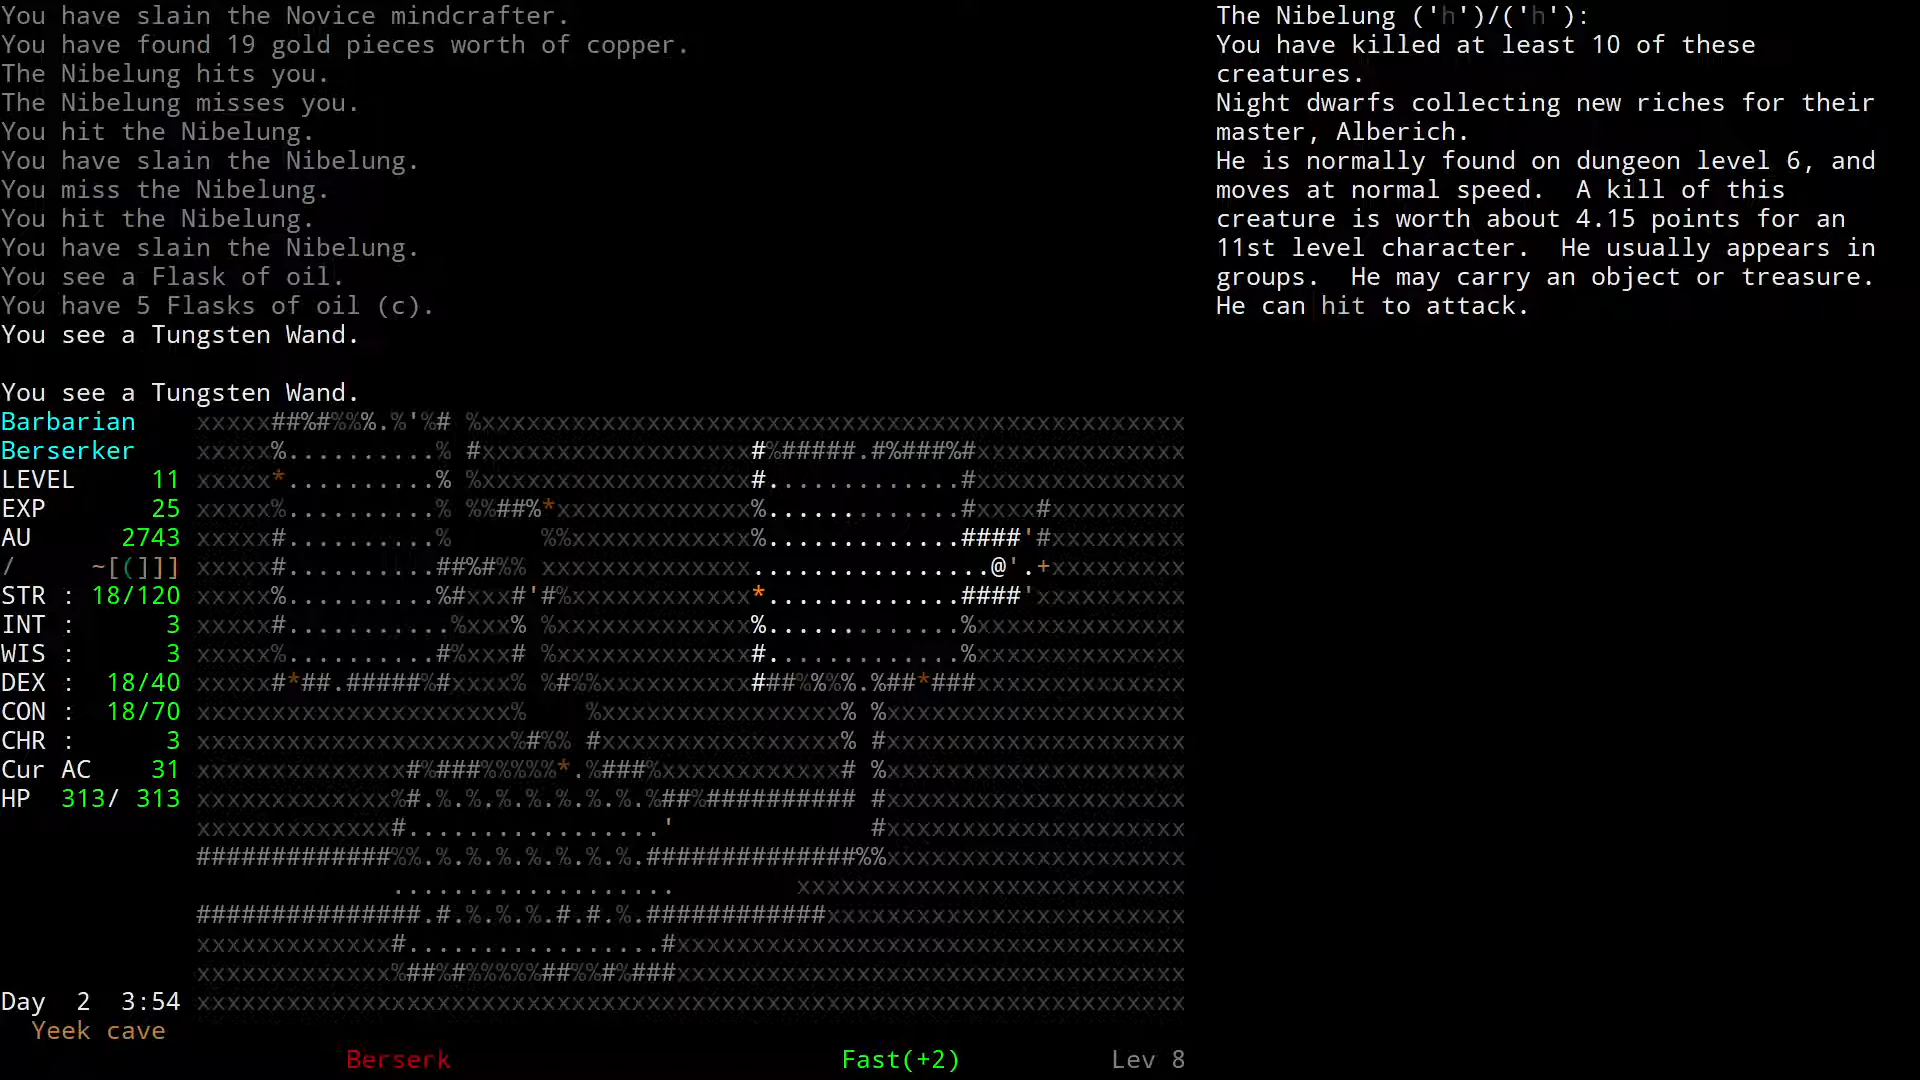 You have slain the Novice mindcrafter.
You have found 19 gold pieces worth of copper.
The Nibelung hits you.
The Nibelung misses you.
You hit the Nibelung.
You have slain the Nibelung.
You miss the Nibelung.
You hit the Nibelung.
You have slain the Nibelung.
You see a Flask of oil.
You have 5 Flasks of oil (c).
You see a Tungsten Wand.
You see a Tungsten Wand.
The Nibelung ('h')/('h'):
You have killed at least 10 of these
creatures.
Night dwarfs collecting new riches for their
master, Alberich.
He is normally found on dungeon level 6, and
moves at normal speed.  A kill of this
creature is worth about 4.15 points for an
11st level character.  He usually appears in
groups.  He may carry an object or treasure.
He can hit to attack.
Barbarian
Berserker
LEVEL 11
EXP 25
AU 2743
/ ~[(]]]
STR : 18/120
INT : 3
WIS : 3
DEX : 18/40
CON : 18/70
CHR : 3
Cur AC 31
HP 313/ 313
Day 2 3:54
Yeek cave
Berserk Fast(+2) Lev 8